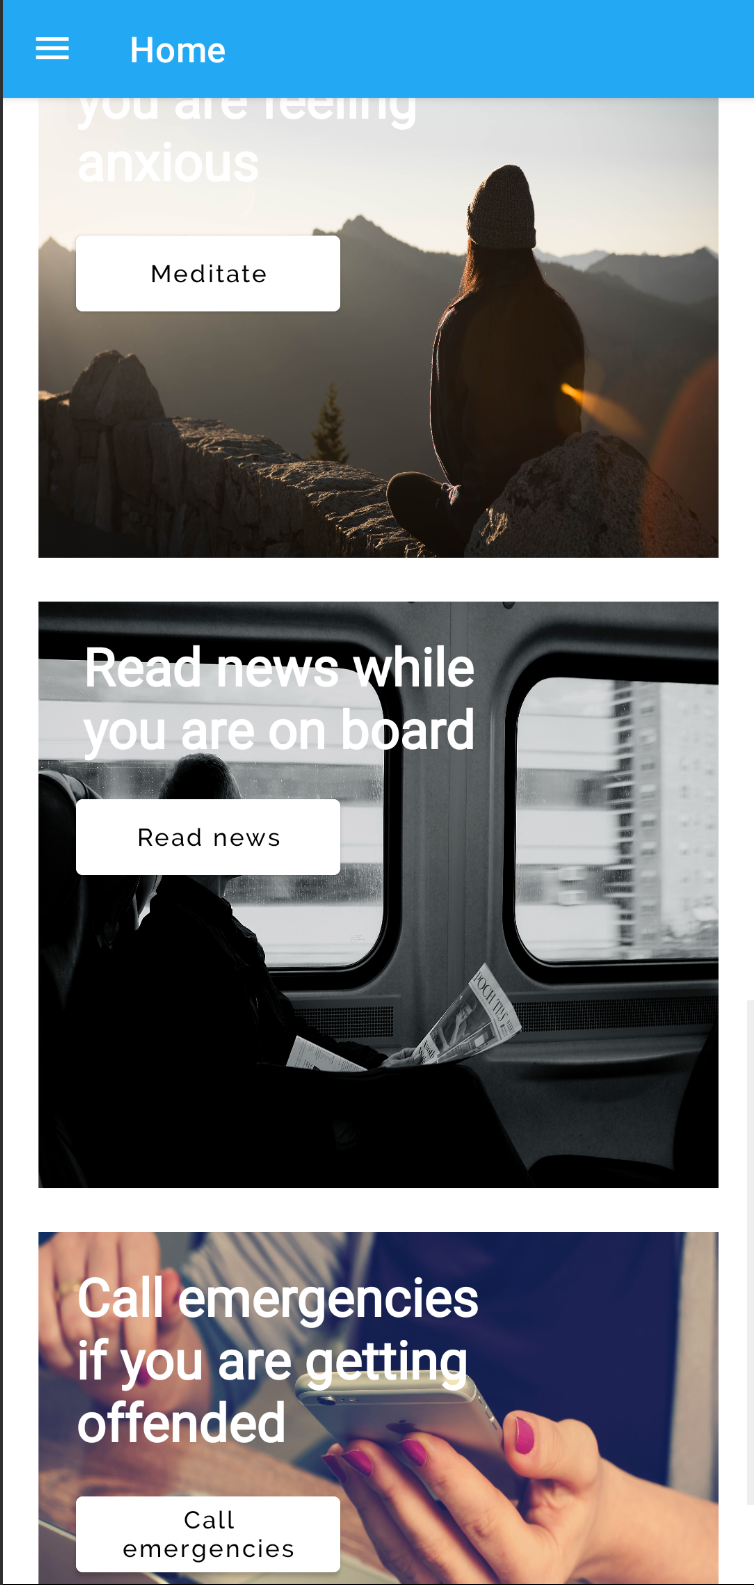 Home
you are feeling
anxious
Meditate
Read news while
you are on board
Read news
Call emergencies
if you are getting
offended
Call
emergencies